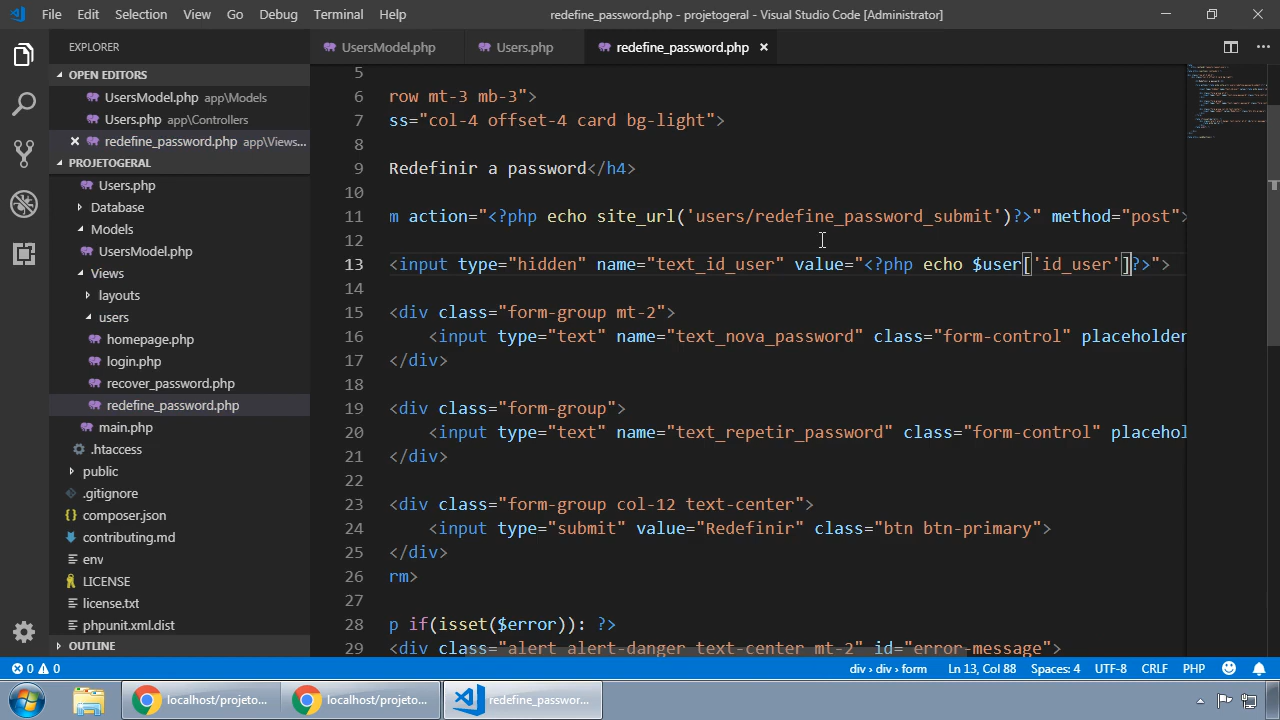 File Edit Selection View Go Debug Terminal Help redefine_password.php - projetogeral - Visual Studio Code [Administrator]
EXPLORER
UsersModel.php Users.php redefine_password.php
OPEN EDITORS
UsersModel.php app\Models
Users.php app\Controllers
redefine_password.php app\Views...
PROJETOGERAL
Users.php
Database
Models
UsersModel.php
Views
layouts
users
homepage.php
login.php
recover_password.php
redefine_password.php
main.php
.htaccess
public
.gitignore
composer.json
contributing.md
env
LICENSE
license.txt
phpunit.xml.dist
OUTLINE
5
6 row mt-3 mb-3">
7 ss="col-4 offset-4 card bg-light">
8
9 Redefinir a password</h4>
10
11 m action="<?php echo site_url('users/redefine_password_submit')?>" method="post">
12
13 <input type="hidden" name="text_id_user" value="<?php echo $user['id_user']?>">
14
15 <div class="form-group mt-2">
16 <input type="text" name="text_nova_password" class="form-control" placeholder
17 </div>
18
19 <div class="form-group">
20 <input type="text" name="text_repetir_password" class="form-control" placehol
21 </div>
22
23 <div class="form-group col-12 text-center">
24 <input type="submit" value="Redefinir" class="btn btn-primary">
25 </div>
26 rm>
27
28 p if(isset($error)): ?>
29 <div class="alert alert-danger text-center mt-2" id="error-message">
0 0 div › div › form Ln 13, Col 88 Spaces: 4 UTF-8 CRLF PHP
localhost/projeto... localhost/projeto... redefine_passwor...